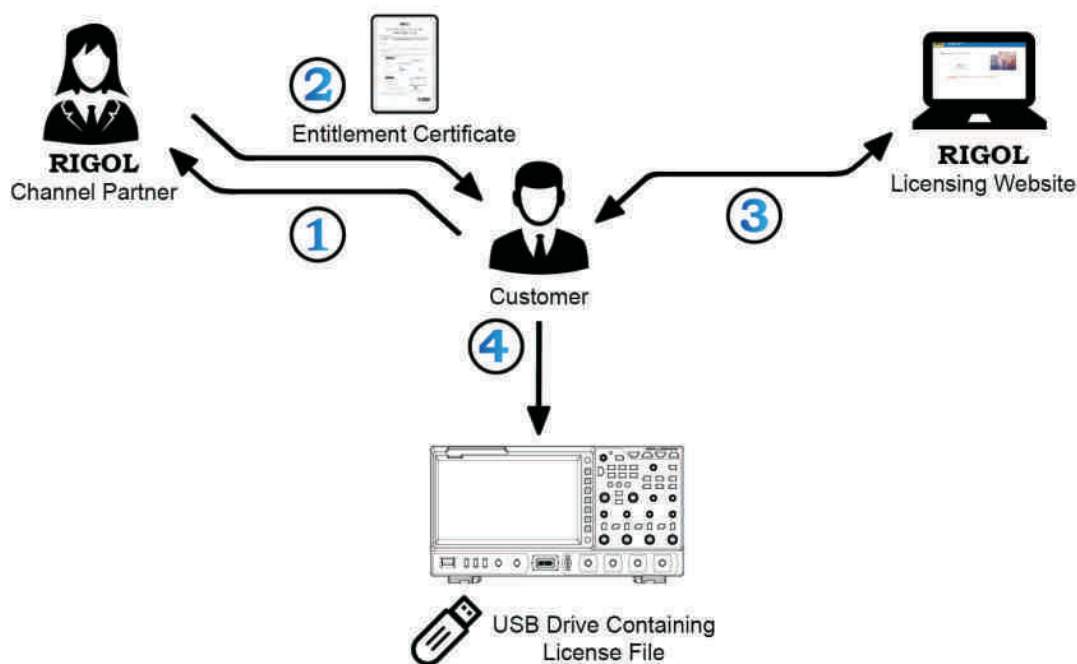 2
Entitlement Certificate
RIGOL
Channel Partner
1
RIGOL
Licensing Website
3
Customer
4
USB Drive Containing
License File